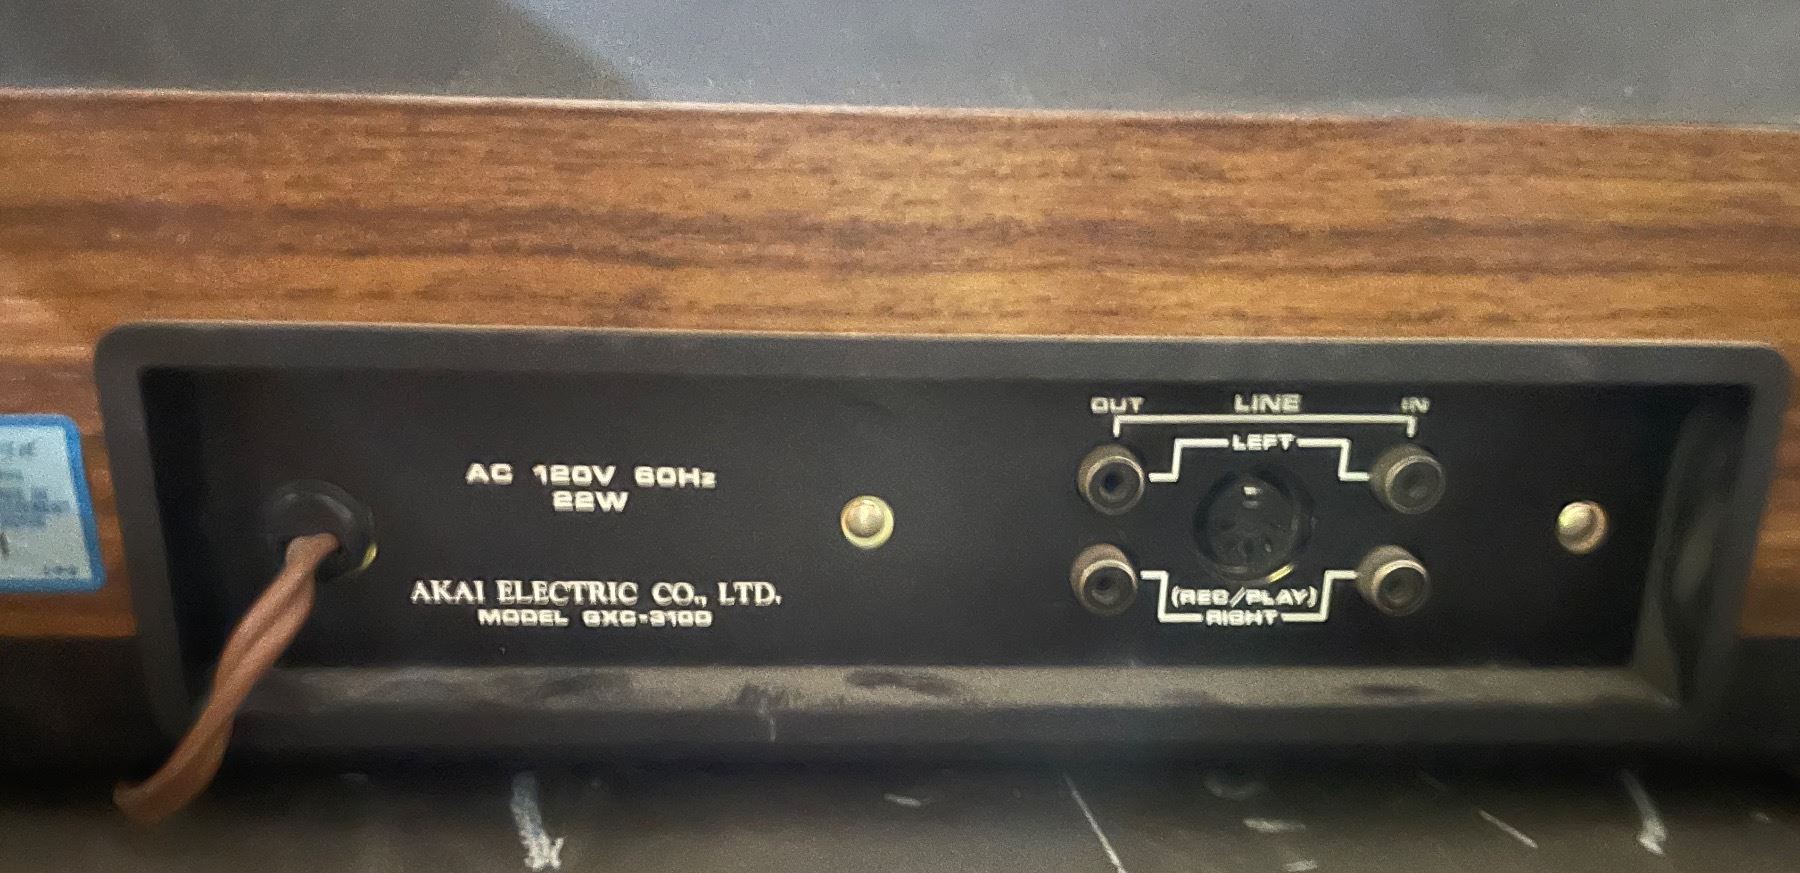 OUT LINE IN
LEFT
AC 120V 60Hz
22W
AKAI ELECTRIC CO., LTD.
(REC/PLAY)
MODEL GXC-310D
RIGHT